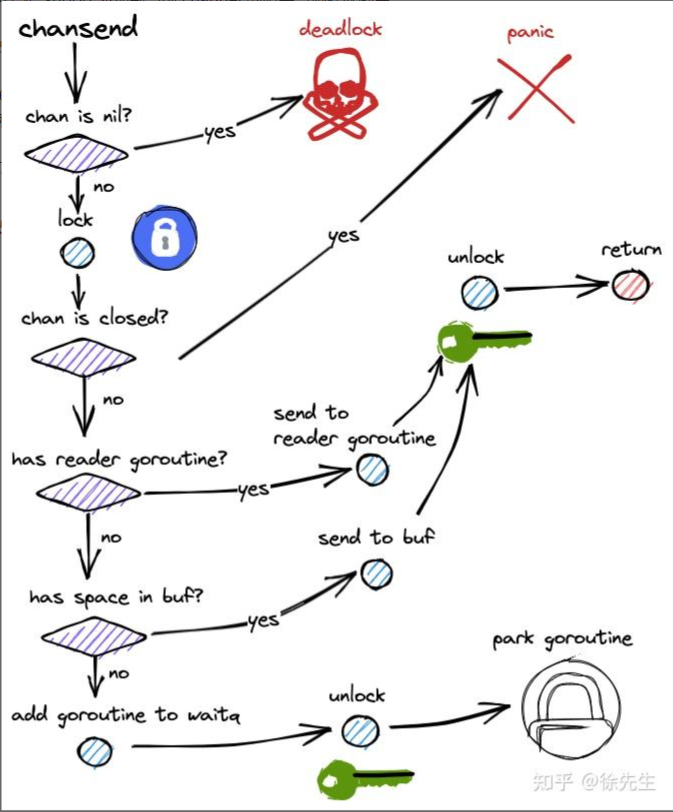 chansend
deadlock
panic
chan is nil?
yes
no
lock
yes
unlock
return
chan is closed?
no
send to
reader goroutine
has reader goroutine?
yes
no
send to buf
has space in buf?
yes
no
park goroutine
add goroutine to waitq
unlock
知乎 @徐先生